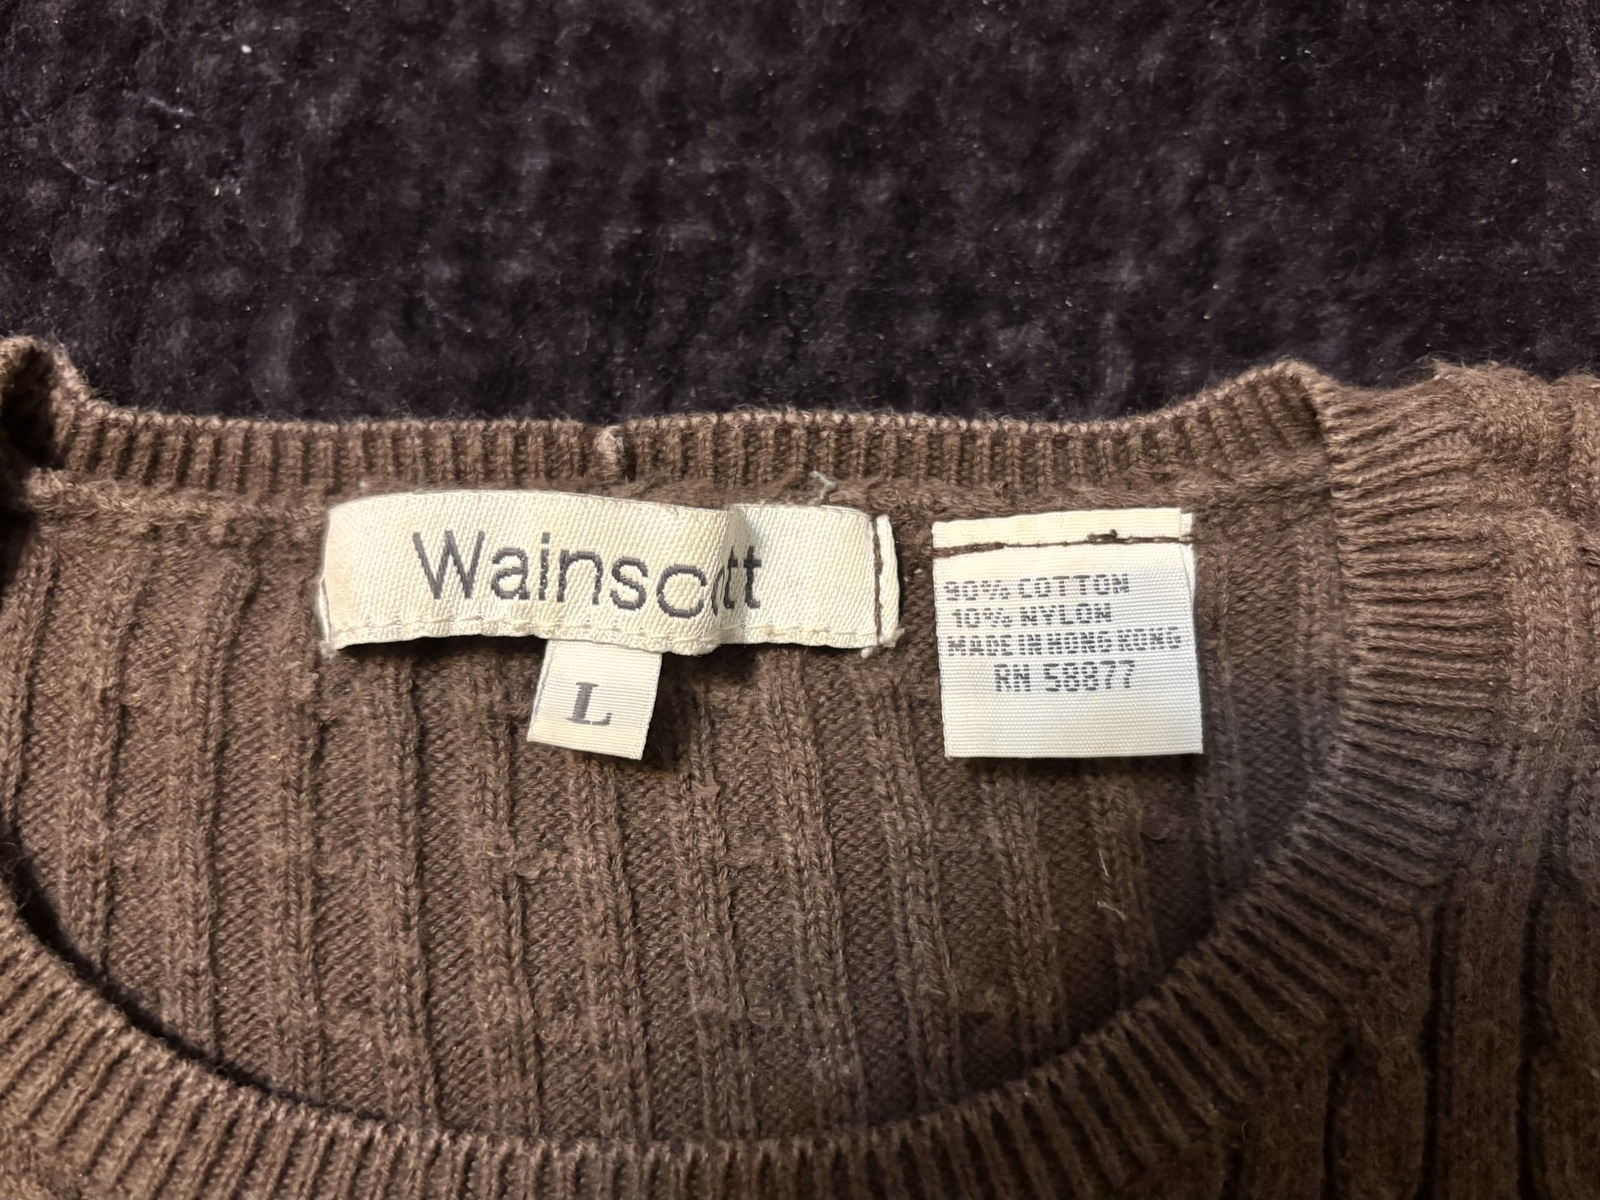 Wainscott
L
90% COTTON
10% NYLON
MADE IN HONG KONG
RN 58877